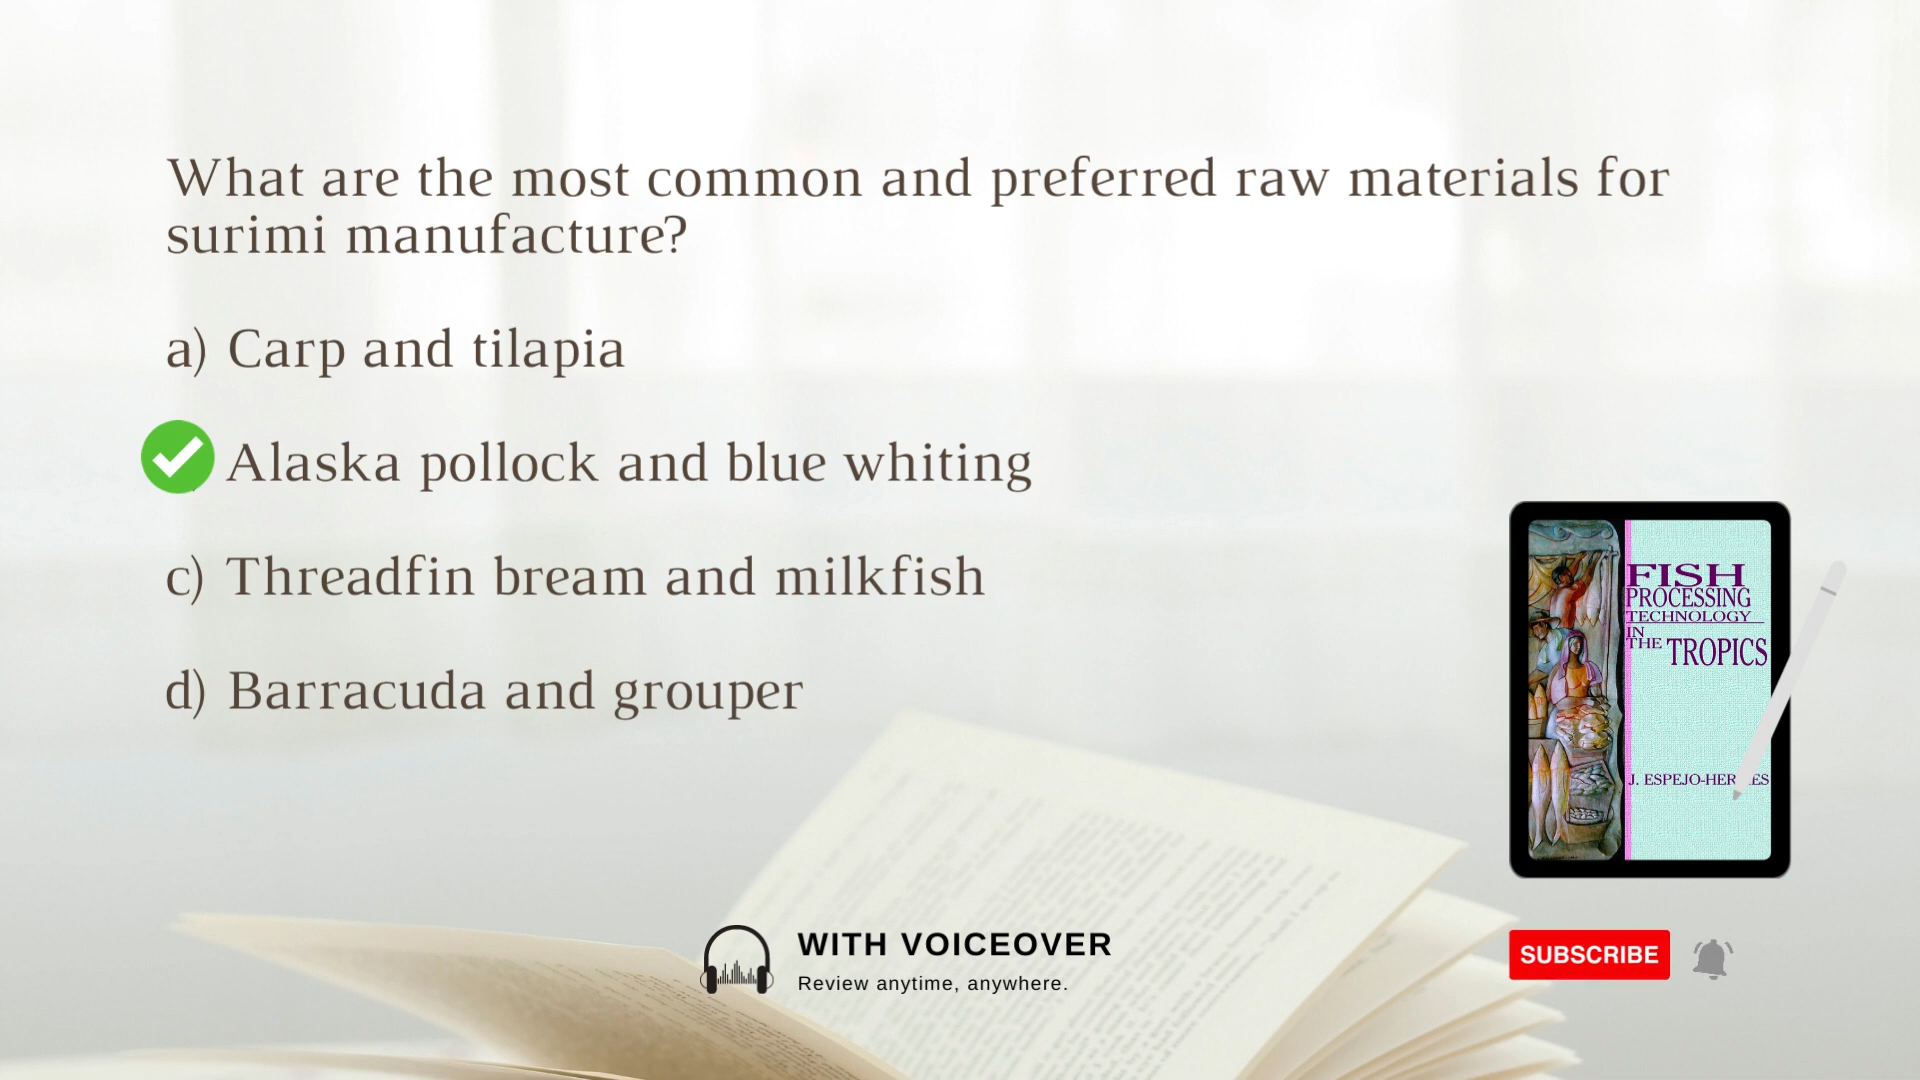 What are the most common and preferred raw materials for
surimi manufacture?
a) Carp and tilapia
Alaska pollock and blue whiting
c) Threadfin bream and milkfish
d) Barracuda and grouper
FISH
PROCESSING
TECHNOLOGY
IN
THE TROPICS
J. ESPEJO-HER
WITH VOICEOVER
Review anytime, anywhere.
SUBSCRIBE